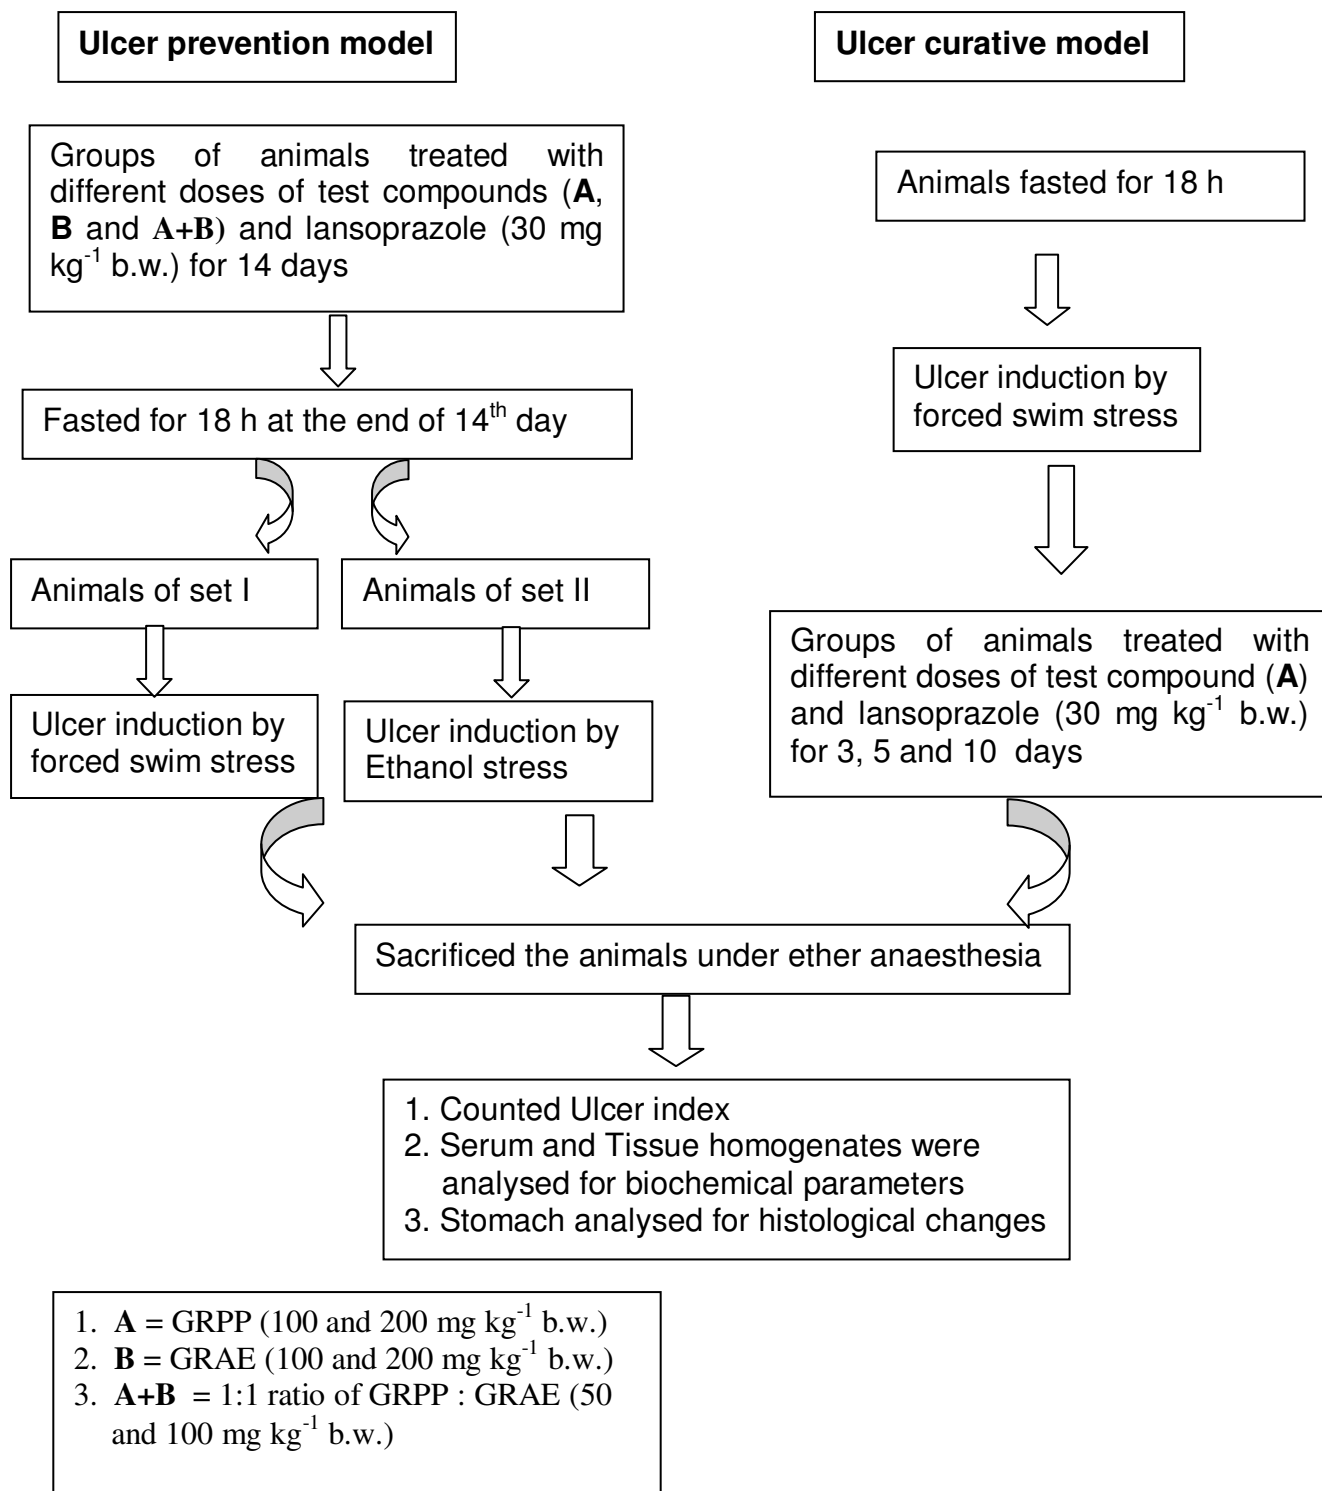 Ulcer prevention model
Ulcer curative model
Groups of animals treated with
different doses of test compounds (A,
B and A+B) and lansoprazole (30 mg
kg⁻¹ b.w.) for 14 days
Animals fasted for 18 h
Ulcer induction by
forced swim stress
Fasted for 18 h at the end of 14ᵗʰ day
Animals of set I
Animals of set II
Ulcer induction by
forced swim stress
Ulcer induction by
Ethanol stress
Groups of animals treated with
different doses of test compound (A)
and lansoprazole (30 mg kg⁻¹ b.w.)
for 3, 5 and 10 days
Sacrificed the animals under ether anaesthesia
1. Counted Ulcer index
2. Serum and Tissue homogenates were
analysed for biochemical parameters
3. Stomach analysed for histological changes
1. A = GRPP (100 and 200 mg kg⁻¹ b.w.)
2. B = GRAE (100 and 200 mg kg⁻¹ b.w.)
3. A+B = 1:1 ratio of GRPP : GRAE (50
and 100 mg kg⁻¹ b.w.)